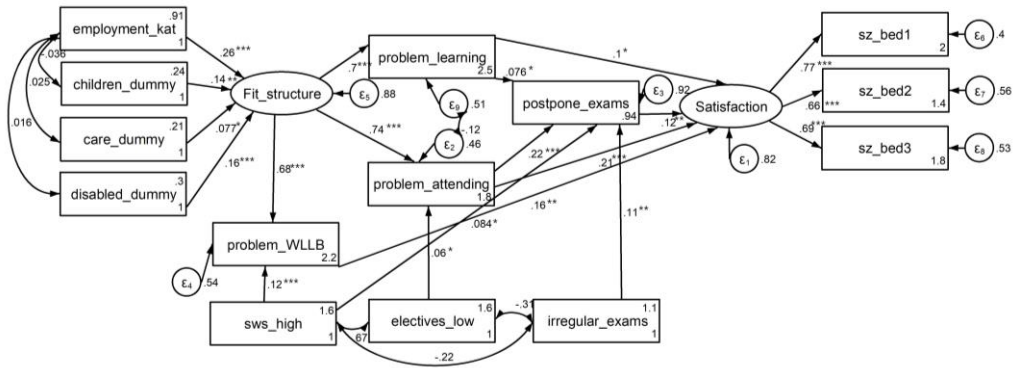 .91
employment_kat
1
-.036
.26***
.24
children_dummy
1
.14**
.025
.21
care_dummy
1
.077*
.016
.3
disabled_dummy
1
.16***
Fit_structure
ε5 .88
.7***
problem_learning
2.5
.1*
.076*
ε9 .51
-.12
ε2 .46
.74***
postpone_exams
.94
ε3 .92
.12**
Satisfaction
ε1 .82
.77***
.66***
.69***
sz_bed1
2
ε6 .4
sz_bed2
1.4
ε7 .56
sz_bed3
1.8
ε8 .53
problem_attending
1.8
.22***
.21***
.68***
.16**
.084*
.06*
.11**
problem_WLLB
2.2
ε4 .54
.12***
1.6
sws_high
1
.67
1.6
electives_low
1
-.31
1.1
irregular_exams
1
-.22